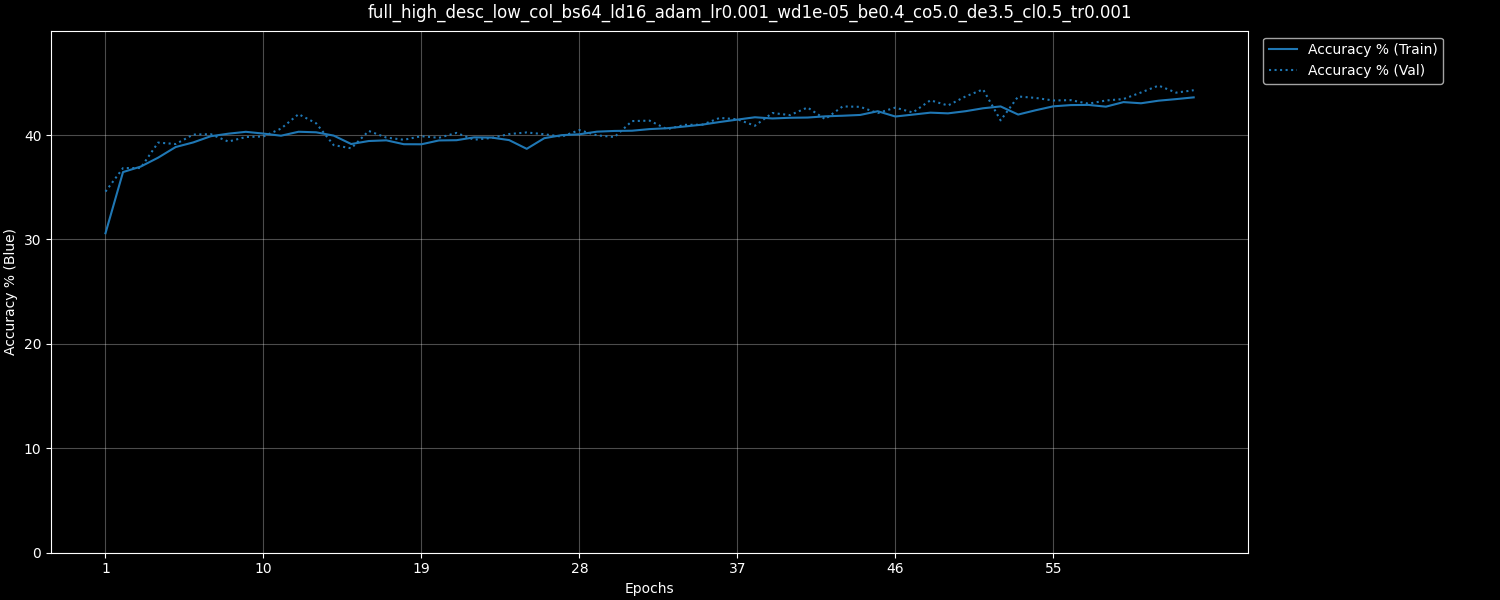 full_high_desc_low_col_bs64_ld16_adam_lr0.001_wd1e-05_be0.4_co5.0_de3.5_cl0.5_tr0.001
Accuracy % (Train)
Accuracy % (Val)
Accuracy % (Blue)
40
30
20
10
0
1 10 19 28 37 46 55
Epochs